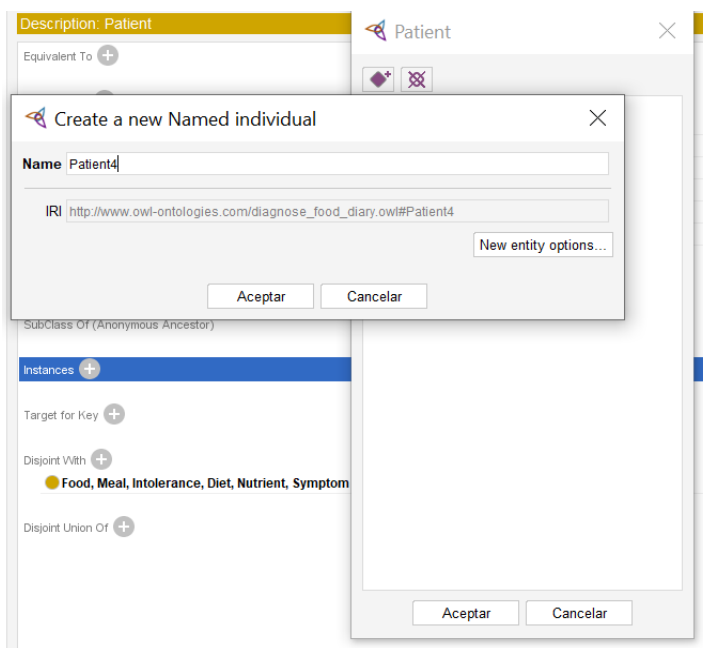 Description: Patient
Patient
Equivalent To
Create a new Named individual
Name Patient4
IRI http://www.owl-ontologies.com/diagnose_food_diary.owl#Patient4
New entity options...
Aceptar Cancelar
SubClass Of (Anonymous Ancestor)
Instances
Target for Key
Disjoint With
Food, Meal, Intolerance, Diet, Nutrient, Symptom
Disjoint Union Of
Aceptar Cancelar